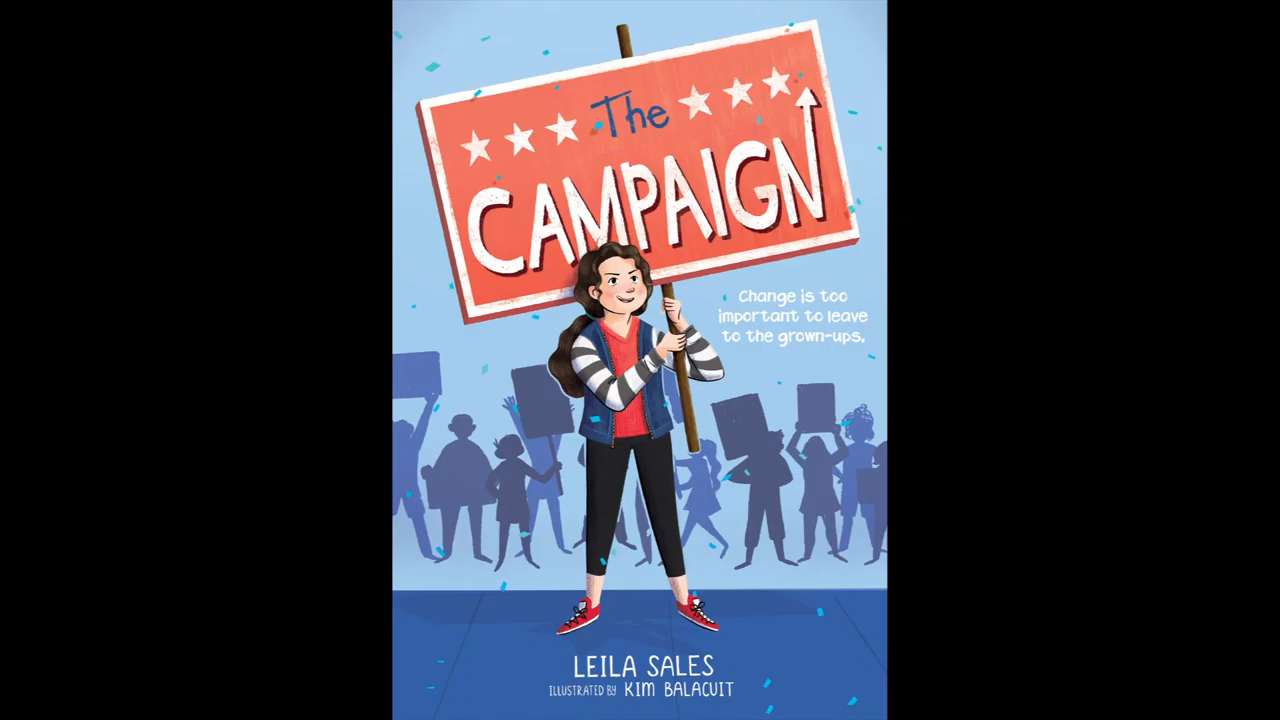 The
CAMPAIGN
Change is too
important to leave
to the grown-ups.
LEILA SALES
ILLUSTRATED BY KIM BALACUIT